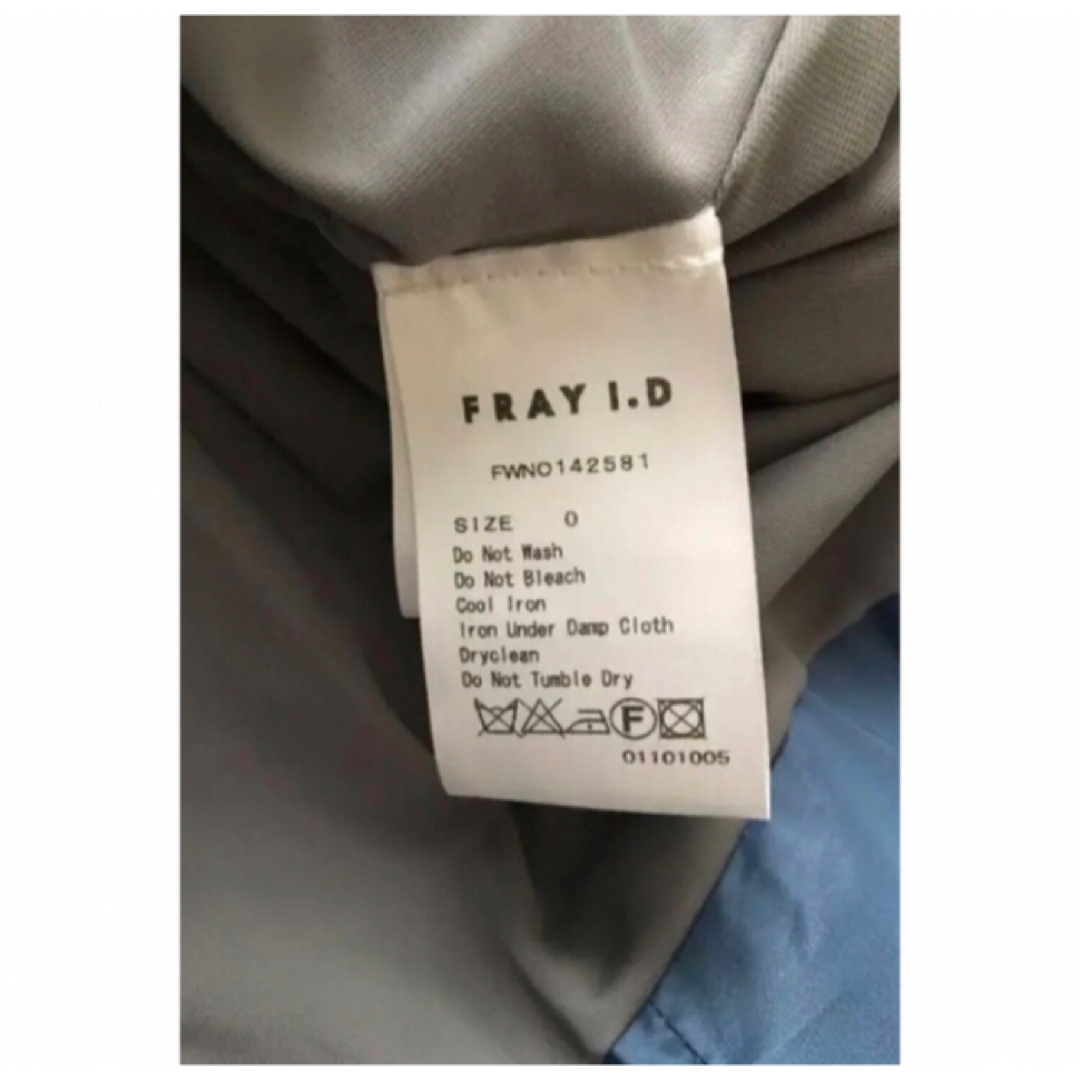 FRAY I.D
FWNO142581
SIZE 0
Do Not Wash
Do Not Bleach
Cool Iron
Iron Under Damp Cloth
Dryclean
Do Not Tumble Dry
F
01101005